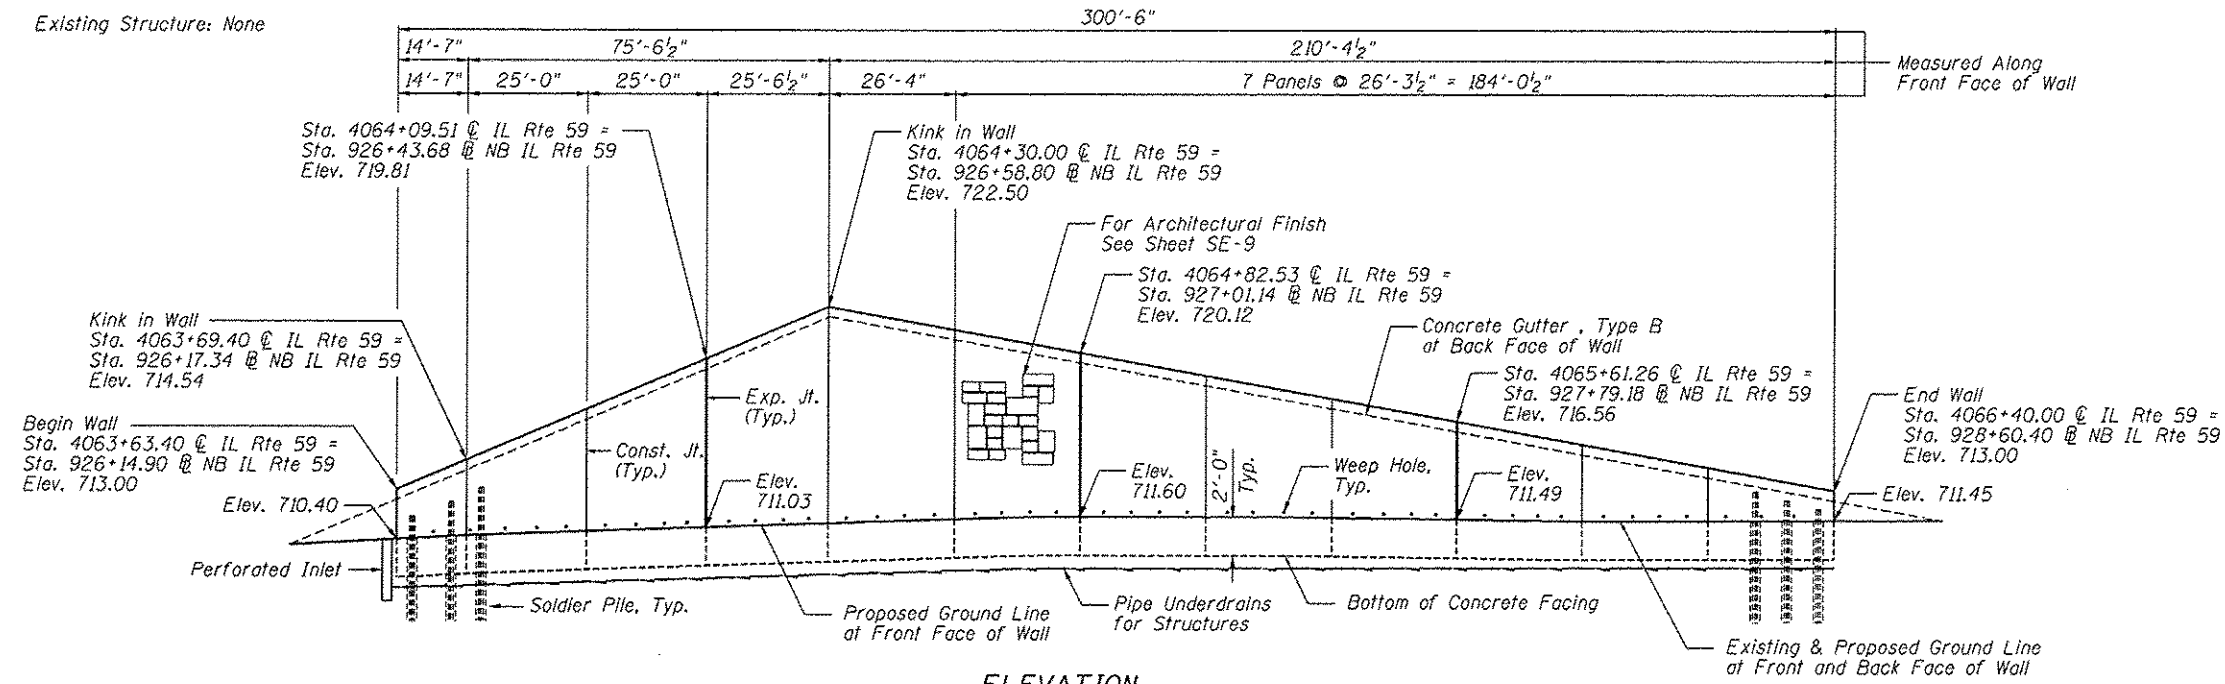 Existing Structure: None
300'-6"
14'-7"
75'-6½"
210'-4½"
14'-7"
25'-0"
25'-0"
25'-6½"
26'-4"
7 Panels @ 26'-3½" = 184'-0½"
Measured Along
Front Face of Wall
Sta. 4064+09.51 ℄ IL Rte 59 =
Sta. 926+43.68 ␢ NB IL Rte 59
Elev. 719.81
Kink in Wall
Sta. 4064+30.00 ℄ IL Rte 59 =
Sta. 926+58.80 ␢ NB IL Rte 59
Elev. 722.50
For Architectural Finish
See Sheet SE-9
Sta. 4064+82.53 ℄ IL Rte 59 =
Sta. 927+01.14 ␢ NB IL Rte 59
Elev. 720.12
Kink in Wall
Sta. 4063+69.40 ℄ IL Rte 59 =
Sta. 926+17.34 ␢ NB IL Rte 59
Elev. 714.54
Concrete Gutter , Type B
at Back Face of Wall
Sta. 4065+61.26 ℄ IL Rte 59 =
Sta. 927+79.18 ␢ NB IL Rte 59
Elev. 716.56
Exp. Jt.
(Typ.)
Begin Wall
Sta. 4063+63.40 ℄ IL Rte 59 =
Sta. 926+14.90 ␢ NB IL Rte 59
Elev. 713.00
End Wall
Sta. 4066+40.00 ℄ IL Rte 59 =
Sta. 928+60.40 ␢ NB IL Rte 59
Elev. 713.00
Const. Jt.
(Typ.)
Elev. 710.40
Elev.
711.03
Elev.
711.60
2'-0"
Typ.
Weep Hole,
Typ.
Elev.
711.49
Elev. 711.45
Perforated Inlet
Soldier Pile, Typ.
Proposed Ground Line
at Front Face of Wall
Pipe Underdrains
for Structures
Bottom of Concrete Facing
Existing & Proposed Ground Line
at Front and Back Face of Wall
ELEVATION